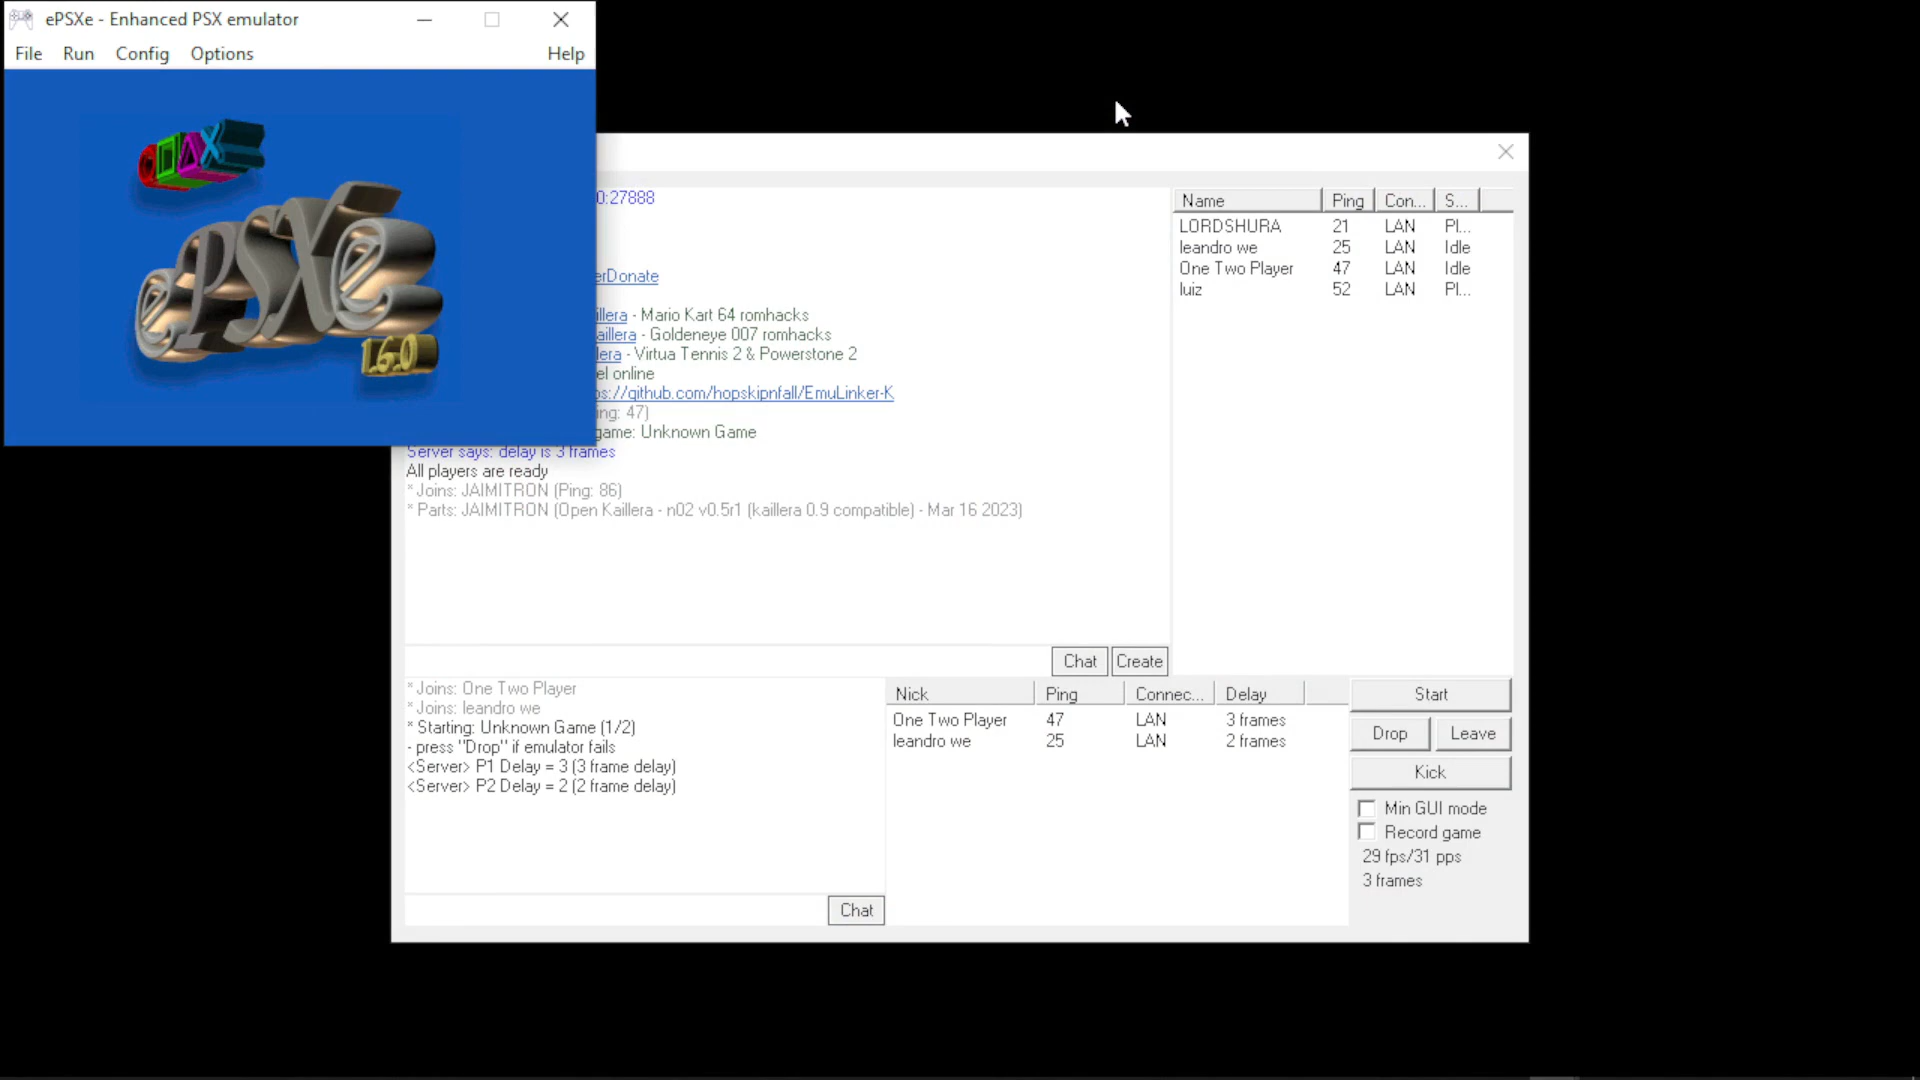 ePSXe - Enhanced PSX emulator
File Run Config Options Help
ePSXe
1.6.0
0:27888
erDonate
illera - Mario Kart 64 romhacks
aillera - Goldeneye 007 romhacks
lera - Virtua Tennis 2 & Powerstone 2
el online
ps://github.com/hopskipnfall/EmuLinker-K
ing: 47)
game: Unknown Game
Server says: delay is 3 frames
All players are ready
* Joins: JAIMITRON (Ping: 86)
* Parts: JAIMITRON (Open Kaillera - n02 v0.5r1 (kaillera 0.9 compatible) - Mar 16 2023)
Name Ping Con... S...
LORDSHURA 21 LAN Pl...
leandro we 25 LAN Idle
One Two Player 47 LAN Idle
luiz 52 LAN Pl...
Chat Create
* Joins: One Two Player
* Joins: leandro we
* Starting: Unknown Game (1/2)
- press "Drop" if emulator fails
<Server> P1 Delay = 3 (3 frame delay)
<Server> P2 Delay = 2 (2 frame delay)
Chat
Nick Ping Connec... Delay
One Two Player 47 LAN 3 frames
leandro we 25 LAN 2 frames
Start
Drop Leave
Kick
Min GUI mode
Record game
29 fps/31 pps
3 frames